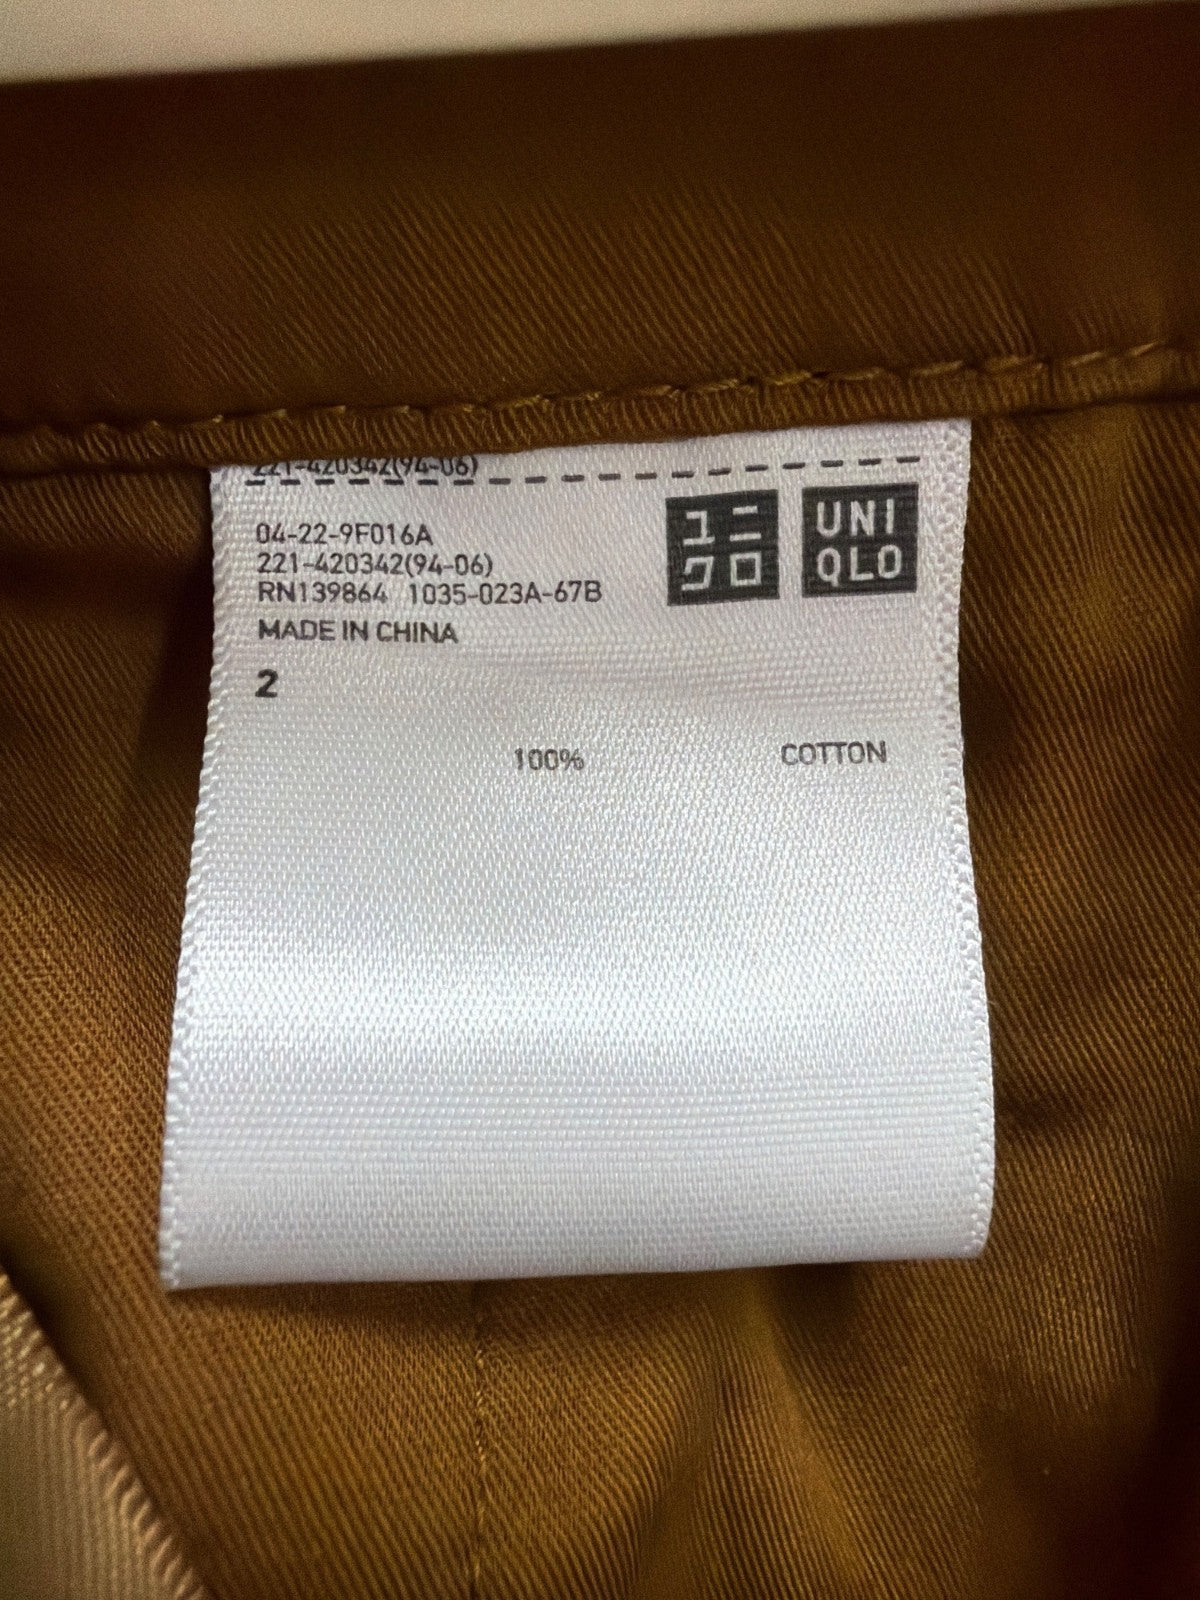 221-420342(94-06)
04-22-9F016A
221-420342(94-06)
RN139864 1035-023A-67B
MADE IN CHINA
2
ユニ
クロ
UNI
QLO
100% COTTON